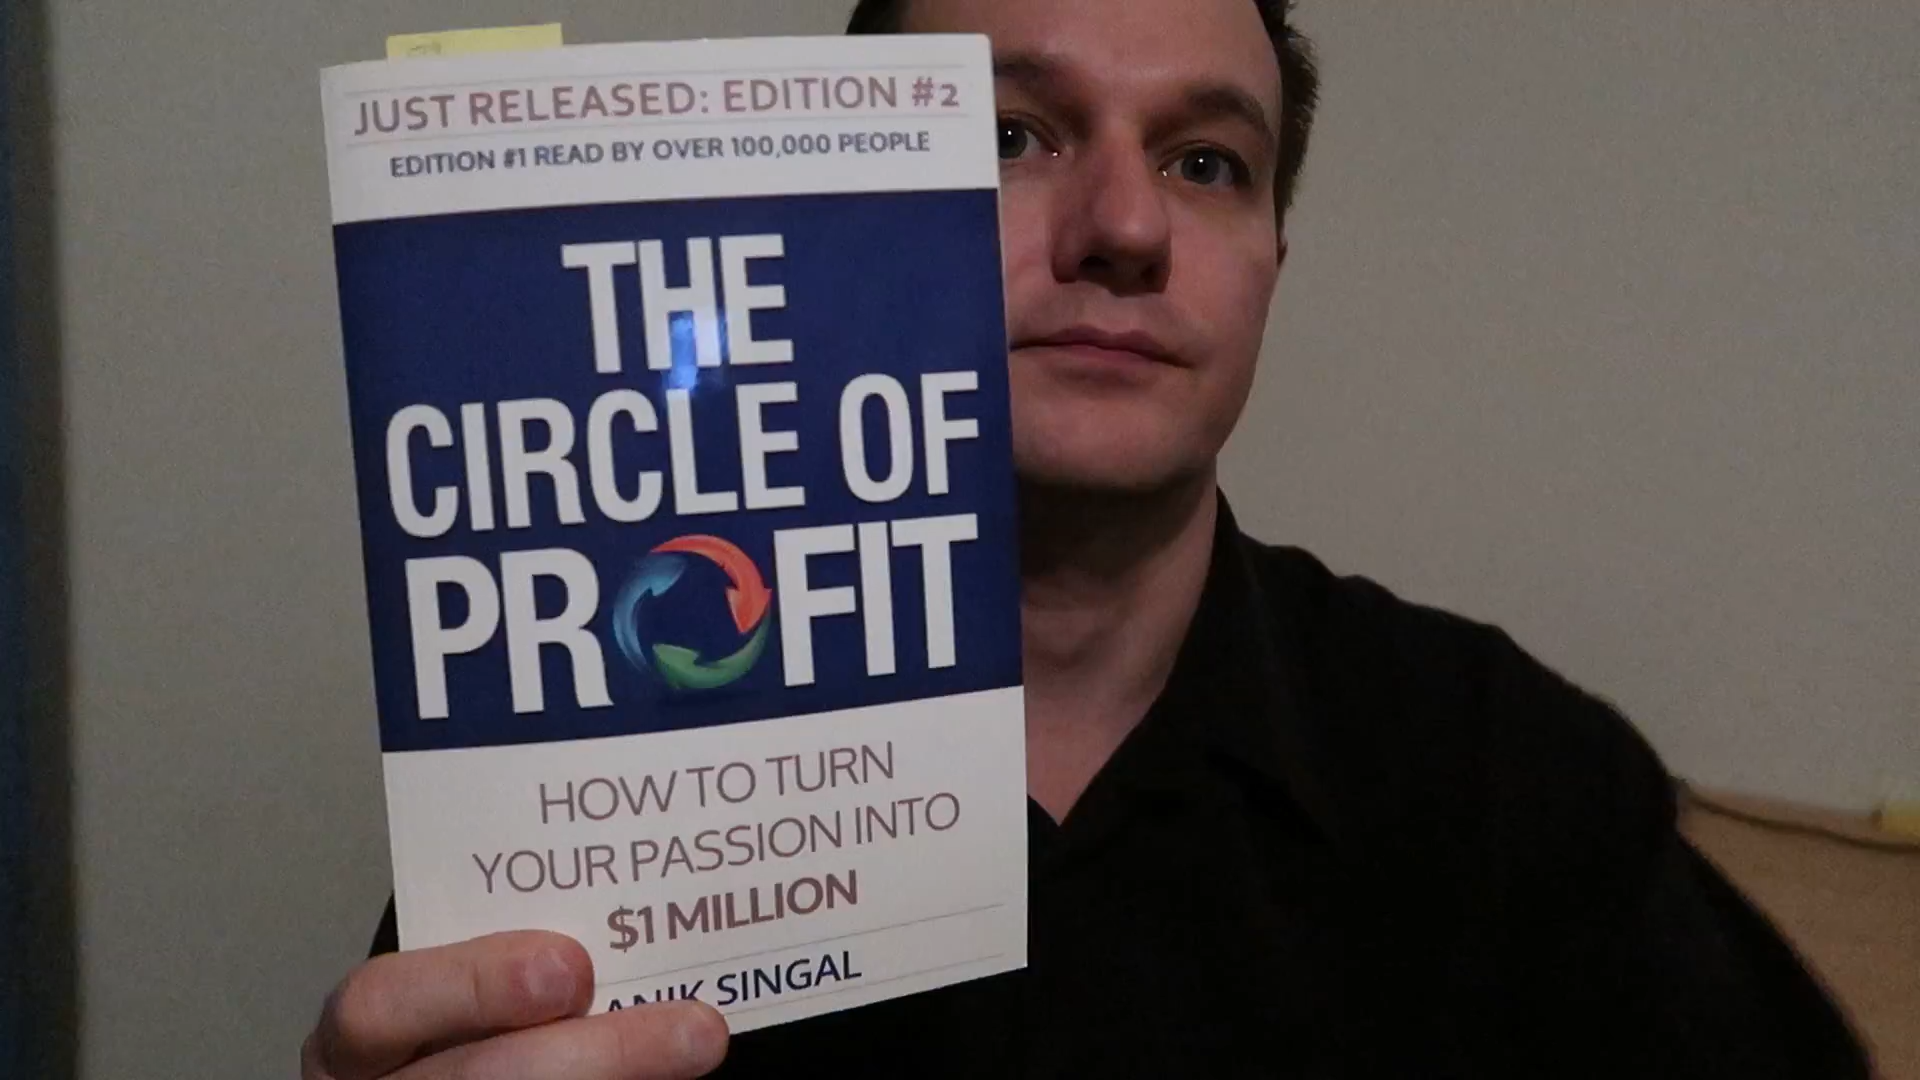 JUST RELEASED: EDITION #2
EDITION #1 READ BY OVER 100,000 PEOPLE
THE
CIRCLE OF
PROFIT
HOW TO TURN
YOUR PASSION INTO
$1 MILLION
ANIK SINGAL